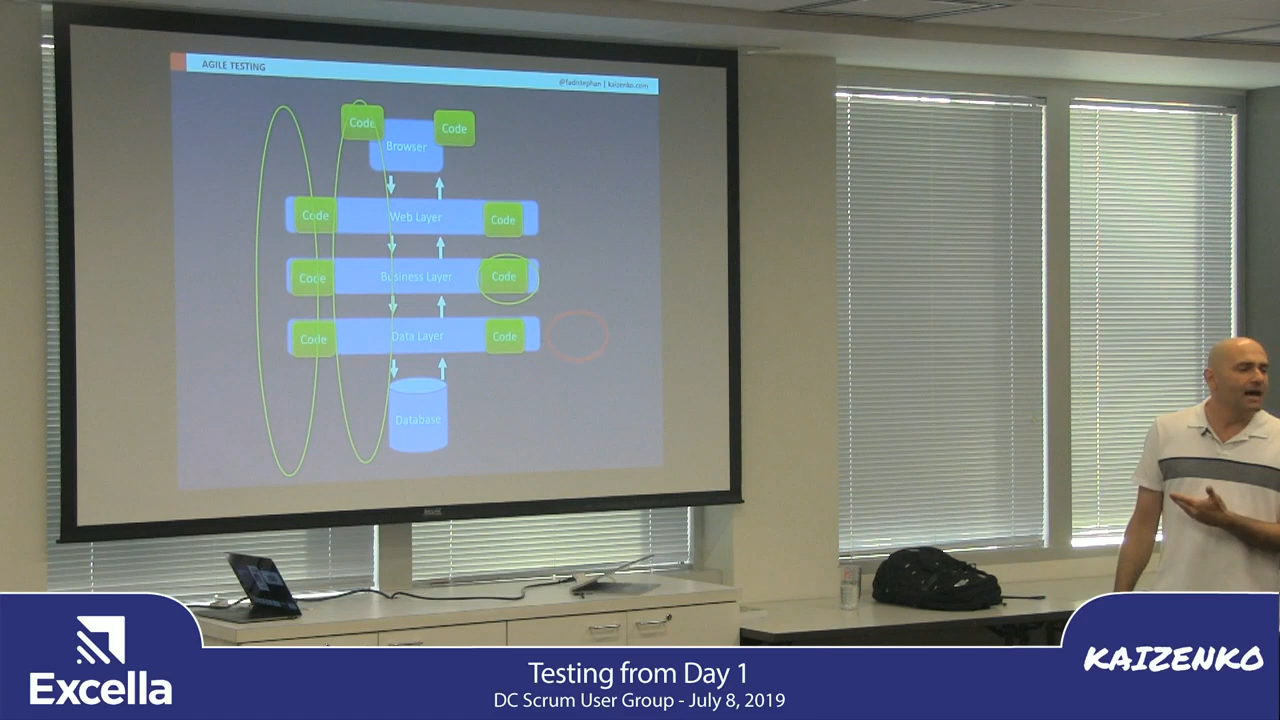 AGILE TESTING
@fadistephan | kaizenko.com
Code
Code
Browser
Code
Web Layer
Code
Code
Business Layer
Code
Code
Data Layer
Code
Database
Excella
Testing from Day 1
DC Scrum User Group - July 8, 2019
KAIZENKO